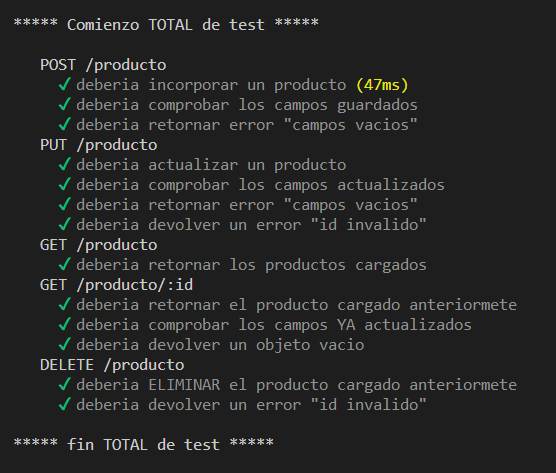 ***** Comienzo TOTAL de test *****
POST /producto
✓ deberia incorporar un producto (47ms)
✓ deberia comprobar los campos guardados
✓ deberia retornar error "campos vacios"
PUT /producto
✓ deberia actualizar un producto
✓ deberia comprobar los campos actualizados
✓ deberia retornar error "campos vacios"
✓ deberia devolver un error "id invalido"
GET /producto
✓ deberia retornar los productos cargados
GET /producto/:id
✓ deberia retornar el producto cargado anteriormete
✓ deberia comprobar los campos YA actualizados
✓ deberia devolver un objeto vacio
DELETE /producto
✓ deberia ELIMINAR el producto cargado anteriormete
✓ deberia devolver un error "id invalido"
***** fin TOTAL de test *****